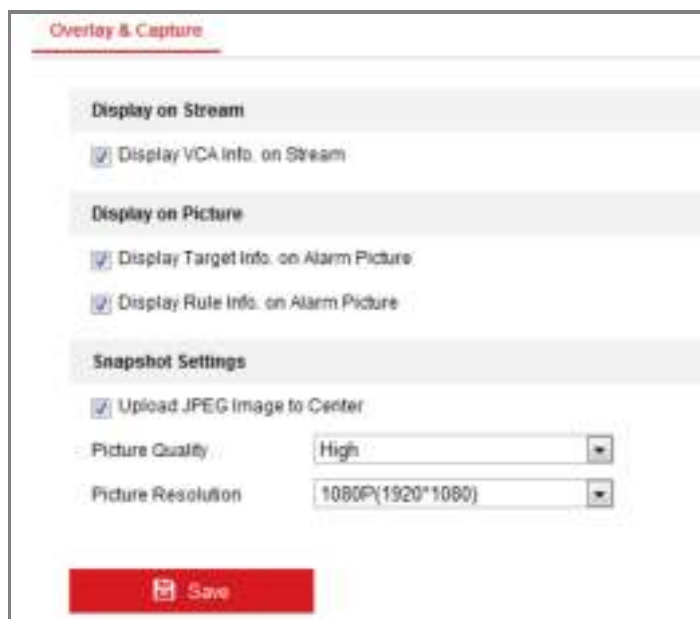 Overlay & Capture
Display on Stream
Display VCA Info. on Stream
Display on Picture
Display Target Info. on Alarm Picture
Display Rule Info. on Alarm Picture
Snapshot Settings
Upload JPEG Image to Center
Picture Quality High
Picture Resolution 1080P(1920*1080)
Save